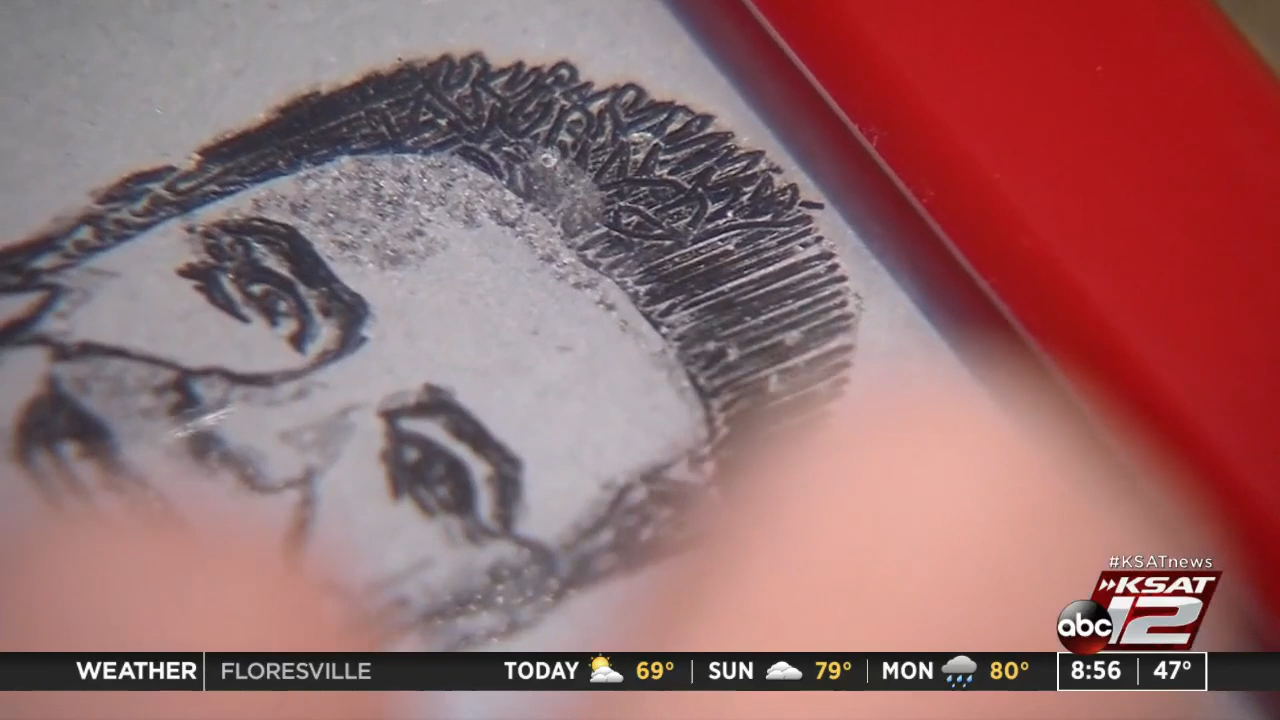 #KSATnews
KSAT
abc 12
WEATHER FLORESVILLE TODAY 69° SUN 79° MON 80° 8:56 47°